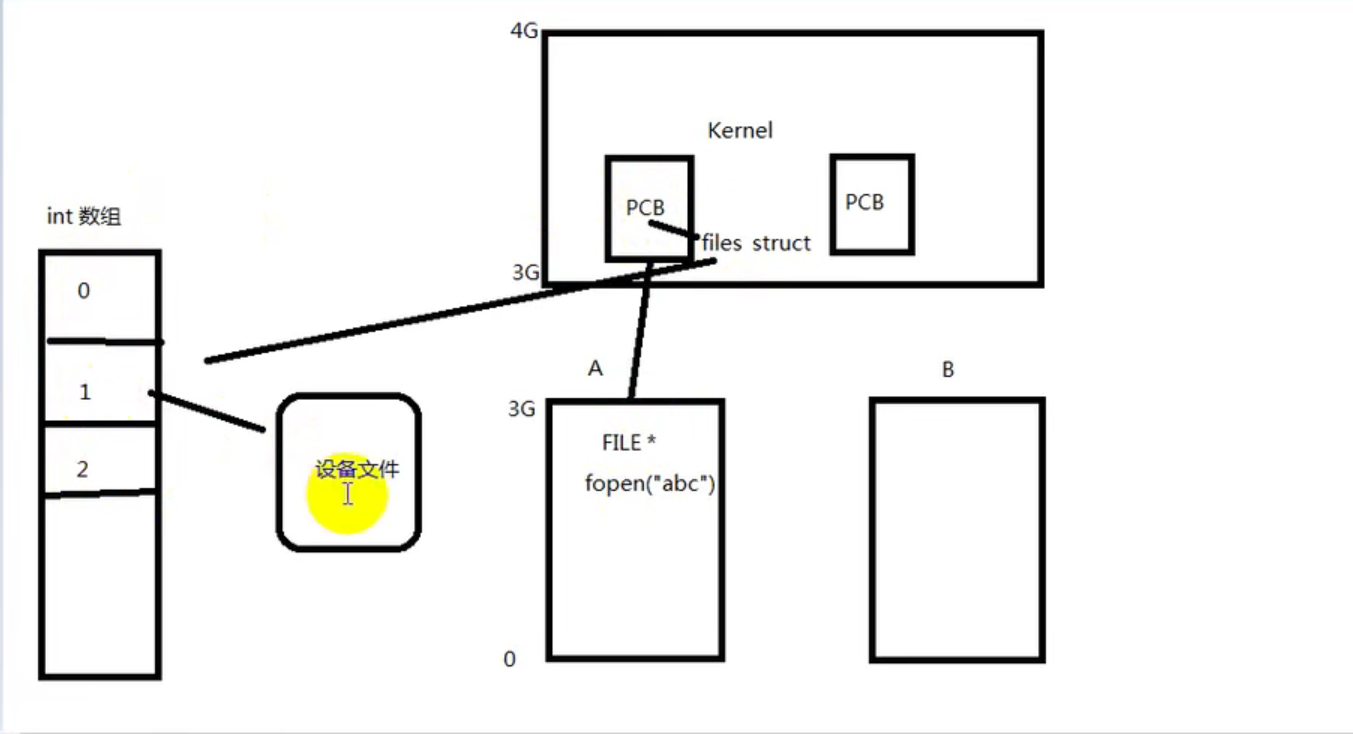 4G
Kernel
PCB
PCB
files struct
3G
int 数组
0
1
2
设备文件
A
B
3G
FILE *
fopen("abc")
0